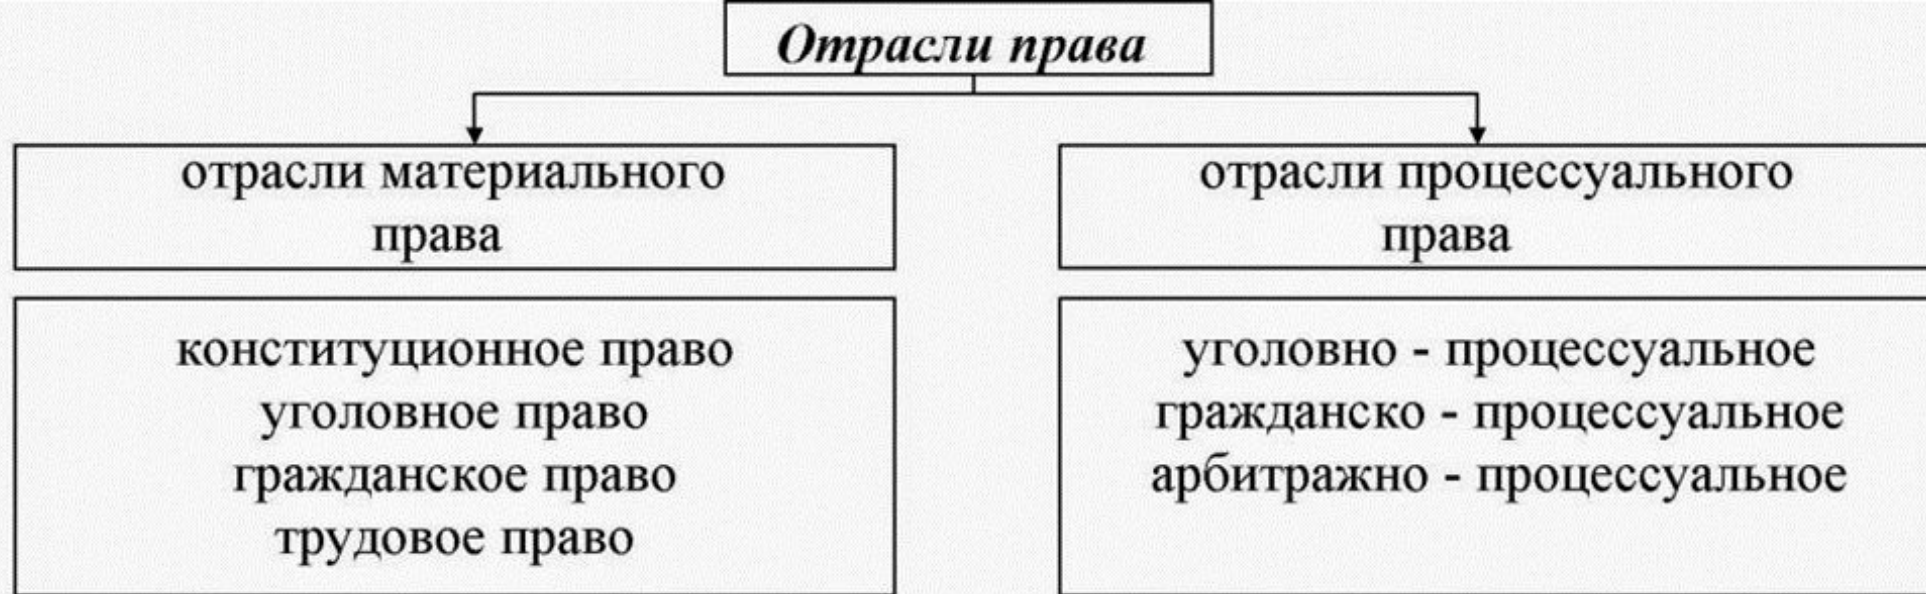 Отрасли права
отрасли материального
права
отрасли процессуального
права
конституционное право
уголовное право
гражданское право
трудовое право
уголовно - процессуальное
гражданско - процессуальное
арбитражно - процессуальное